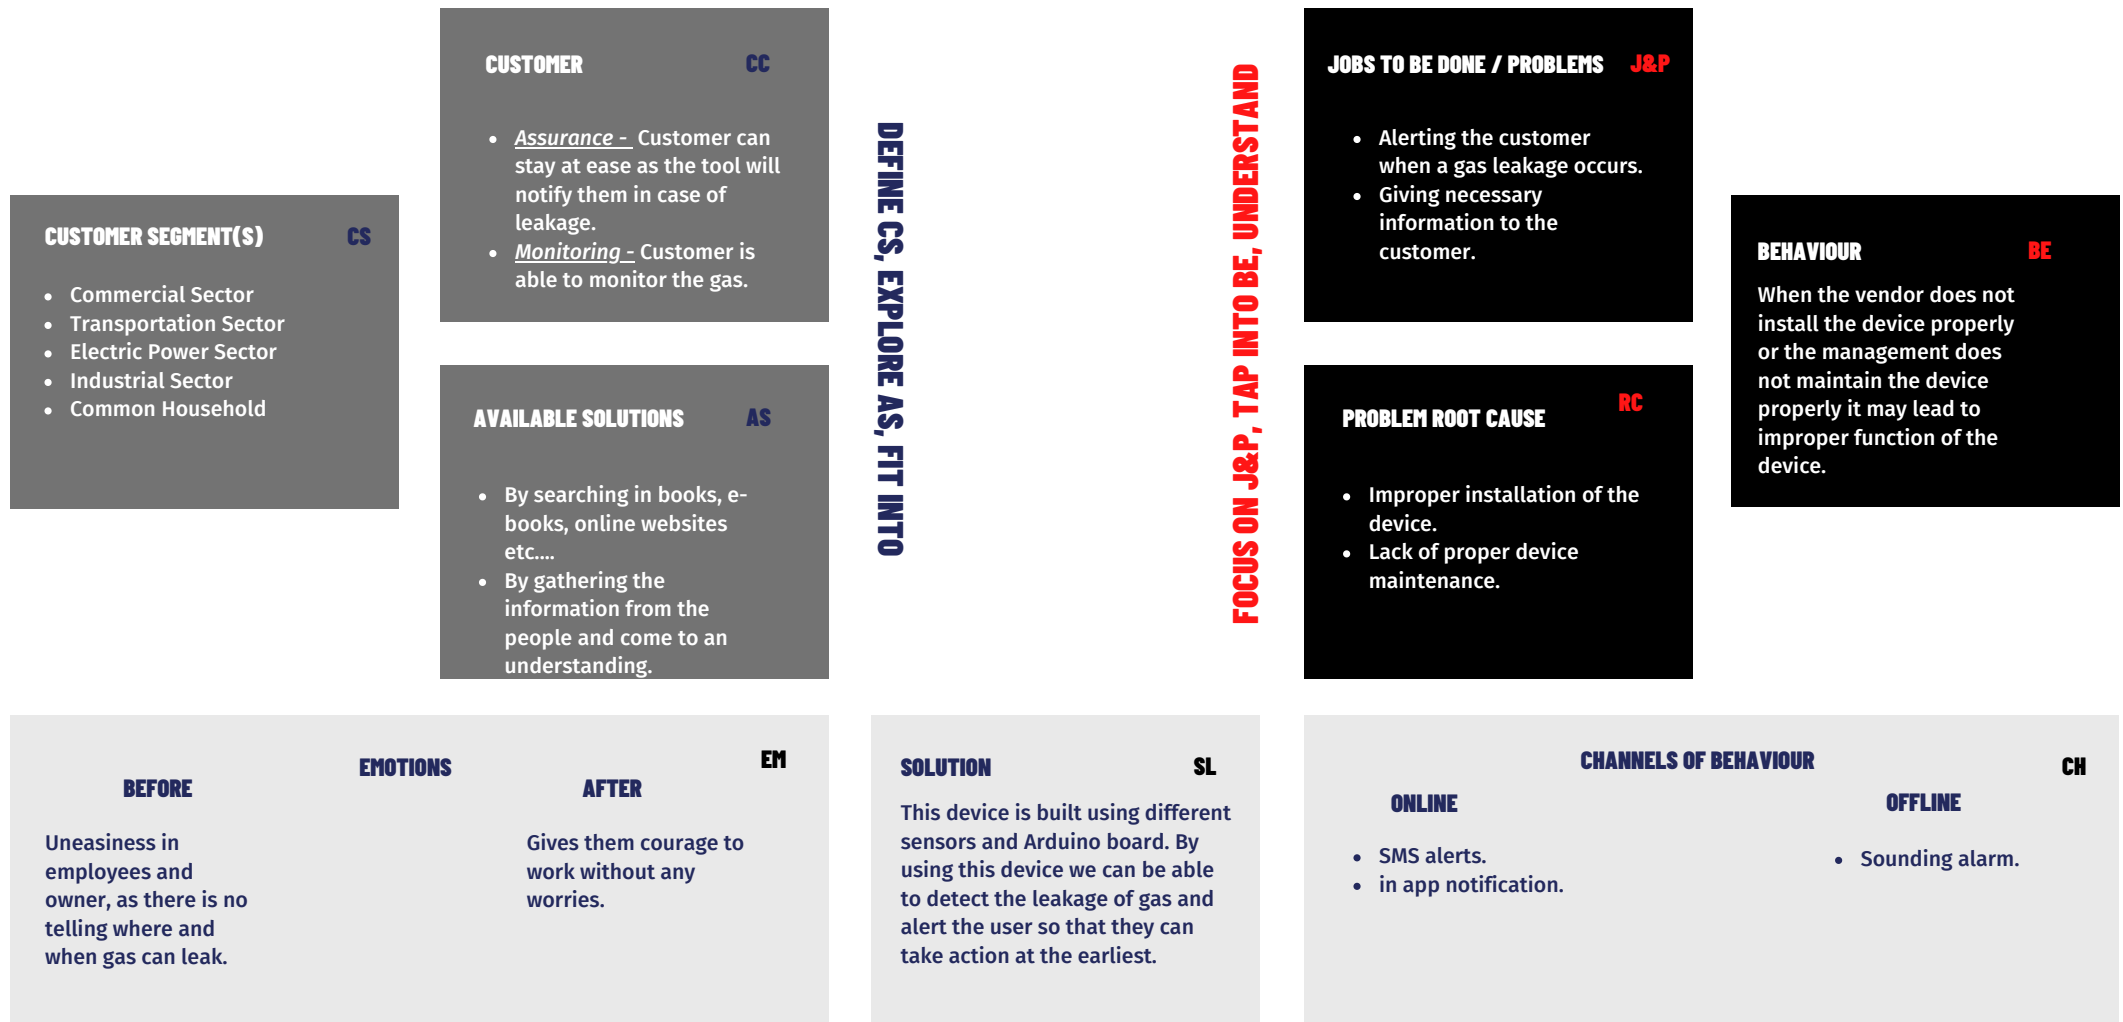 CUSTOMER SEGMENT(S) CS
• Commercial Sector
• Transportation Sector
• Electric Power Sector
• Industrial Sector
• Common Household
CUSTOMER CC
• Assurance - Customer can
stay at ease as the tool will
notify them in case of
leakage.
• Monitoring - Customer is
able to monitor the gas.
AVAILABLE SOLUTIONS AS
• By searching in books, e-
books, online websites
etc....
• By gathering the
information from the
people and come to an
understanding.
DEFINE CS, EXPLORE AS, FIT INTO
FOCUS ON J&P, TAP INTO BE, UNDERSTAND
JOBS TO BE DONE / PROBLEMS J&P
• Alerting the customer
when a gas leakage occurs.
• Giving necessary
information to the
customer.
PROBLEM ROOT CAUSE RC
• Improper installation of the
device.
• Lack of proper device
maintenance.
BEHAVIOUR BE
When the vendor does not
install the device properly
or the management does
not maintain the device
properly it may lead to
improper function of the
device.
EMOTIONS EM
BEFORE
Uneasiness in
employees and
owner, as there is no
telling where and
when gas can leak.
AFTER
Gives them courage to
work without any
worries.
SOLUTION SL
This device is built using different
sensors and Arduino board. By
using this device we can be able
to detect the leakage of gas and
alert the user so that they can
take action at the earliest.
CHANNELS OF BEHAVIOUR CH
ONLINE
• SMS alerts.
• in app notification.
OFFLINE
• Sounding alarm.